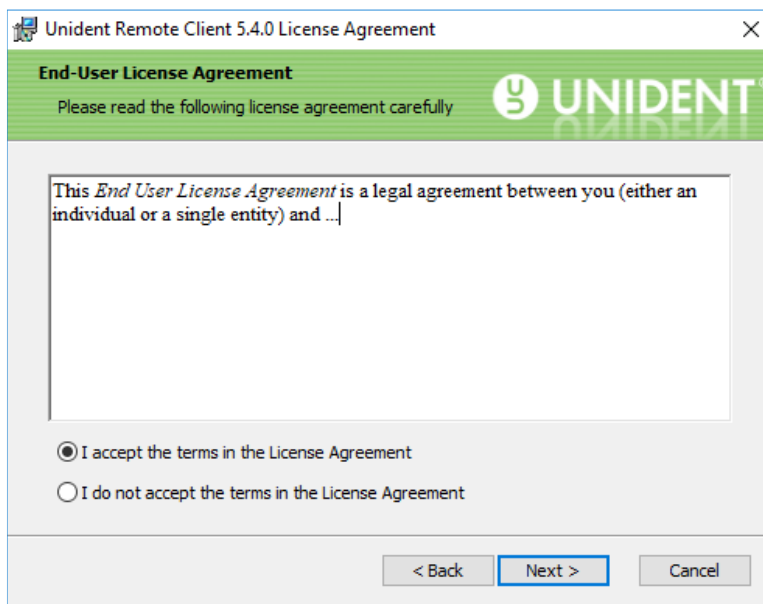 Unident Remote Client 5.4.0 License Agreement
End-User License Agreement
Please read the following license agreement carefully
UNIDENT
This End User License Agreement is a legal agreement between you (either an
individual or a single entity) and ...
I accept the terms in the License Agreement
I do not accept the terms in the License Agreement
< Back
Next >
Cancel